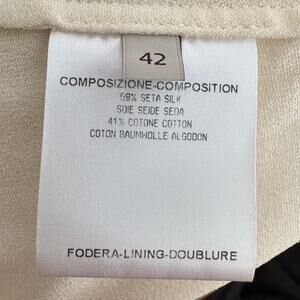 42
COMPOSIZIONE-COMPOSITION
59% SETA SILK
SOIE SEIDE SEDA
41% COTONE COTTON
COTON BAUMWOLLE ALGODON
FODERA-LINING-DOUBLURE